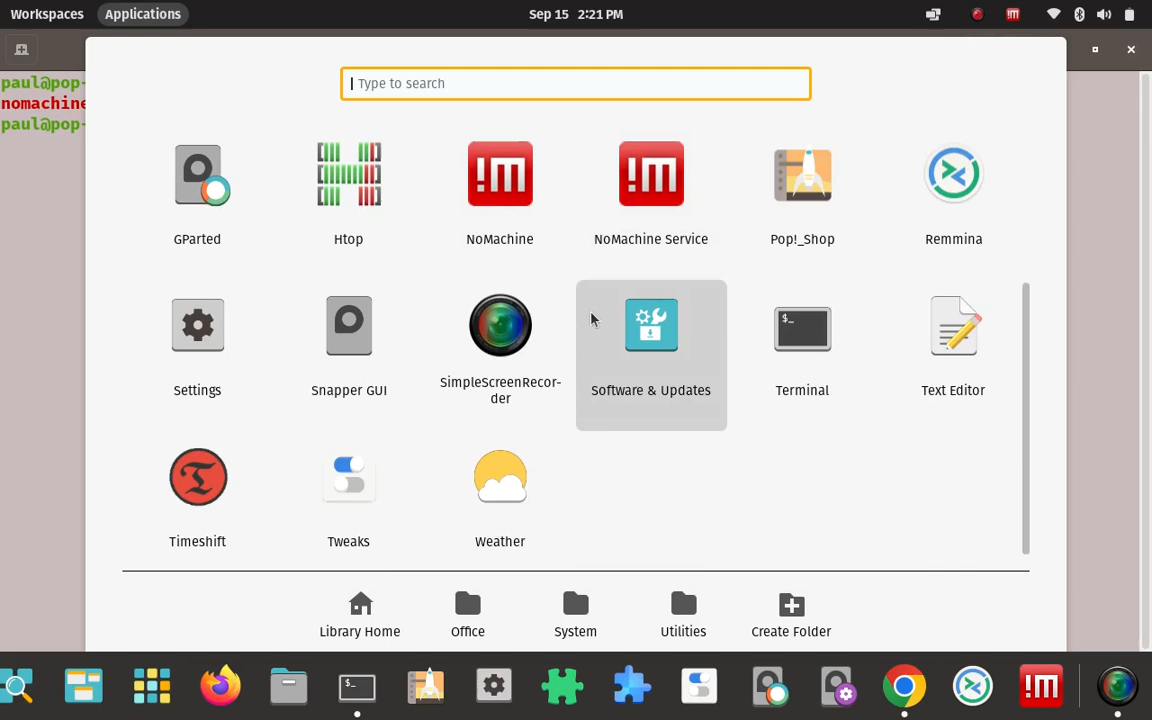 Workspaces Applications Sep 15 2:21 PM !M
paul@pop-
nomachine
paul@pop-
Type to search
!M !M
GParted Htop NoMachine NoMachine Service Pop!_Shop Remmina
$_
Settings Snapper GUI SimpleScreenRecor-
der Software & Updates Terminal Text Editor
Timeshift Tweaks Weather
Library Home Office System Utilities Create Folder
$_ !M